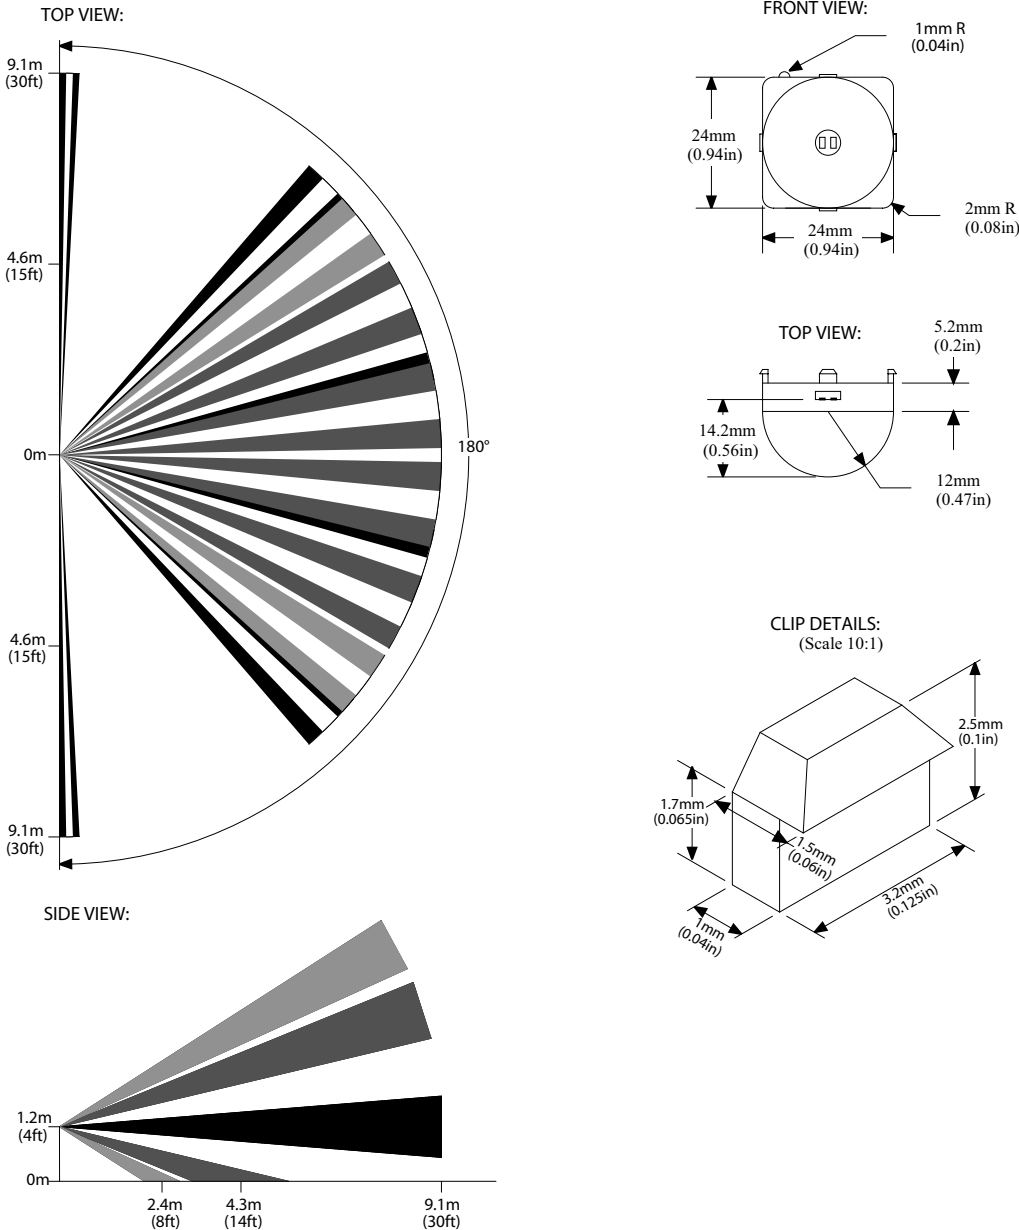 TOP VIEW:
9.1m
(30ft)
4.6m
(15ft)
0m
180°
4.6m
(15ft)
9.1m
(30ft)
SIDE VIEW:
1.2m
(4ft)
0m
2.4m
(8ft)
4.3m
(14ft)
9.1m
(30ft)
FRONT VIEW:
1mm R
(0.04in)
24mm
(0.94in)
2mm R
(0.08in)
24mm
(0.94in)
TOP VIEW:
5.2mm
(0.2in)
14.2mm
(0.56in)
12mm
(0.47in)
CLIP DETAILS:
(Scale 10:1)
2.5mm
(0.1in)
1.7mm
(0.065in)
1.5mm
(0.06in)
3.2mm
(0.125in)
1mm
(0.04in)